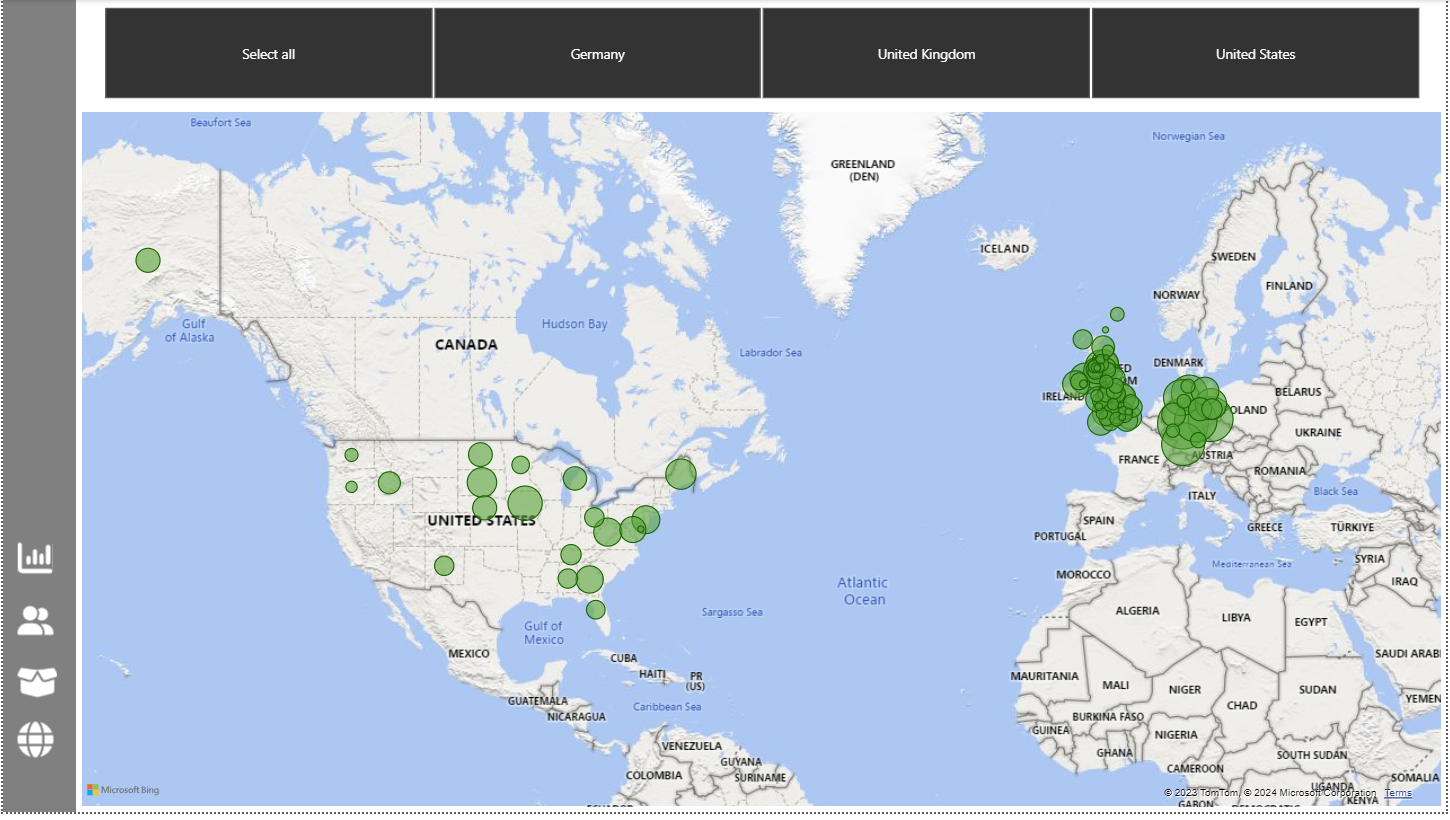 Select all
Germany
United Kingdom
United States
Beaufort Sea
Norwegian Sea
GREENLAND
(DEN)
ICELAND
SWEDEN
FINLAND
NORWAY
Gulf
of Alaska
Hudson Bay
CANADA
Labrador Sea
DENMARK
ED
M
IRELAND
BELARUS
OLAND
UKRAINE
FRANCE
AUSTRIA
ROMANIA
Black Sea
ITALY
UNITED STATES
SPAIN
GREECE
TÜRKIYE
PORTUGAL
SYRIA
Mediterranean Sea
MOROCCO
IRAQ
Atlantic
Ocean
Sargasso Sea
ALGERIA
LIBYA
EGYPT
Gulf of
Mexico
MEXICO
CUBA
SAUDI ARABI
HAITI
PR
(US)
MAURITANIA
MALI
NIGER
SUDAN
CHAD
YEMEN
GUATEMALA
Caribbean Sea
NICARAGUA
BURKINA FASO
GUINEA
NIGERIA
VENEZUELA
GHANA
SOUTH SUDAN
GUYANA
COLOMBIA
SURINAME
CAMEROON
SOMALIA
UGANDA
Microsoft Bing
© 2023 TomTom, © 2024 Microsoft Corporation Terms
KENYA
GABON